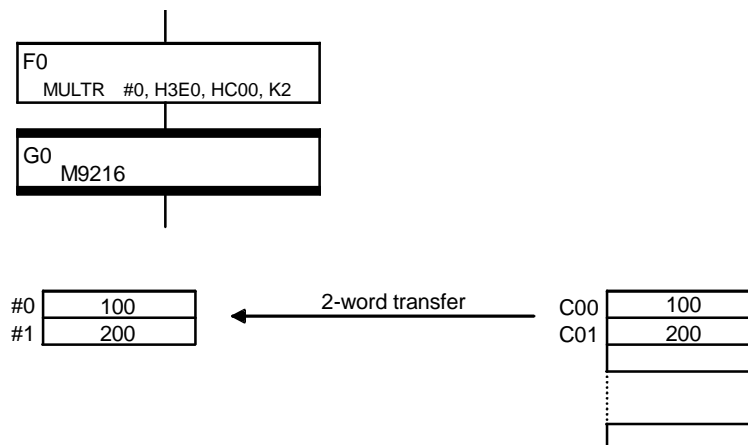 F0
MULTR #0, H3E0, HC00, K2
G0
M9216
2-word transfer
#0 100 C00 100
#1 200 C01 200